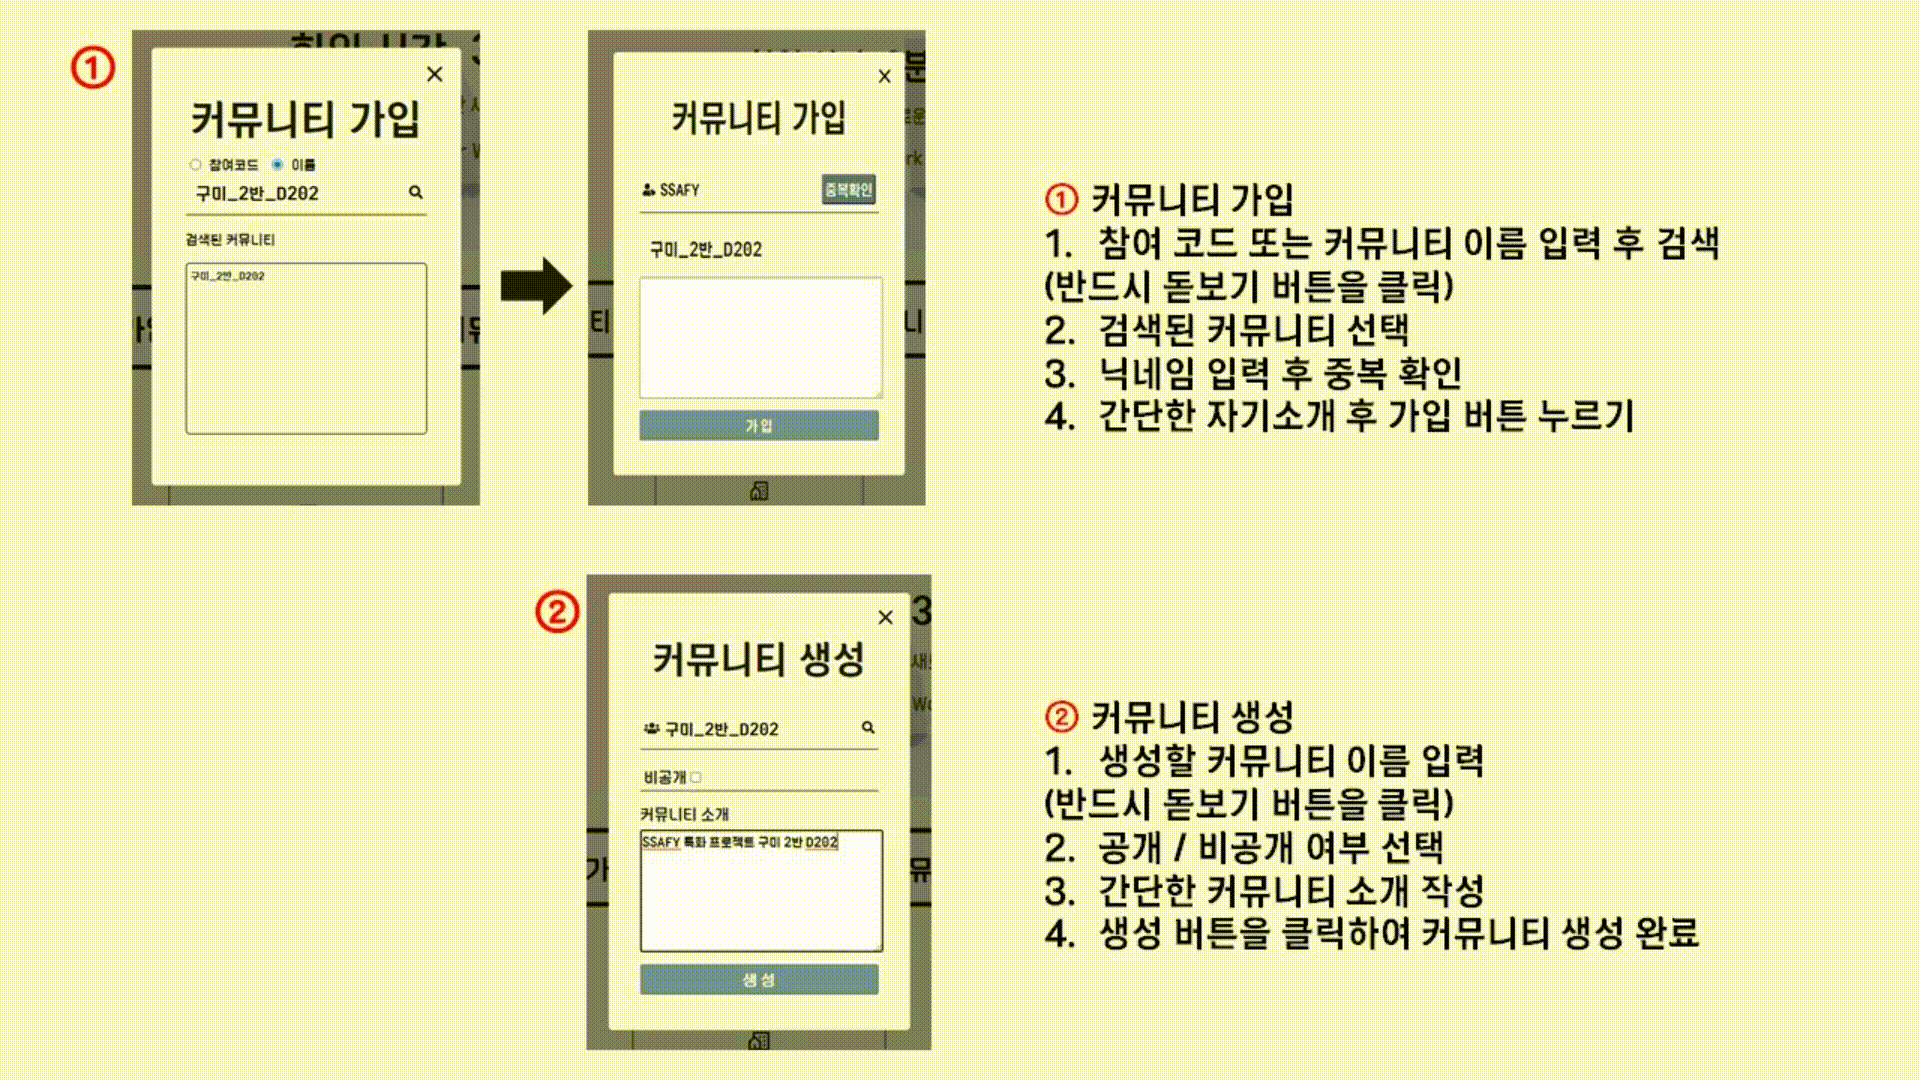 ①
커뮤니티 가입
참여코드 이름
구미_2반_D202
검색된 커뮤니티
구미_2반_D202
커뮤니티 가입
SSAFY 중복확인
구미_2반_D202
가입
① 커뮤니티 가입
1. 참여 코드 또는 커뮤니티 이름 입력 후 검색
(반드시 돋보기 버튼을 클릭)
2. 검색된 커뮤니티 선택
3. 닉네임 입력 후 중복 확인
4. 간단한 자기소개 후 가입 버튼 누르기
②
커뮤니티 생성
구미_2반_D202
비공개
커뮤니티 소개
SSAFY 특화 프로젝트 구미 2반 D202
생성
② 커뮤니티 생성
1. 생성할 커뮤니티 이름 입력
(반드시 돋보기 버튼을 클릭)
2. 공개 / 비공개 여부 선택
3. 간단한 커뮤니티 소개 작성
4. 생성 버튼을 클릭하여 커뮤니티 생성 완료